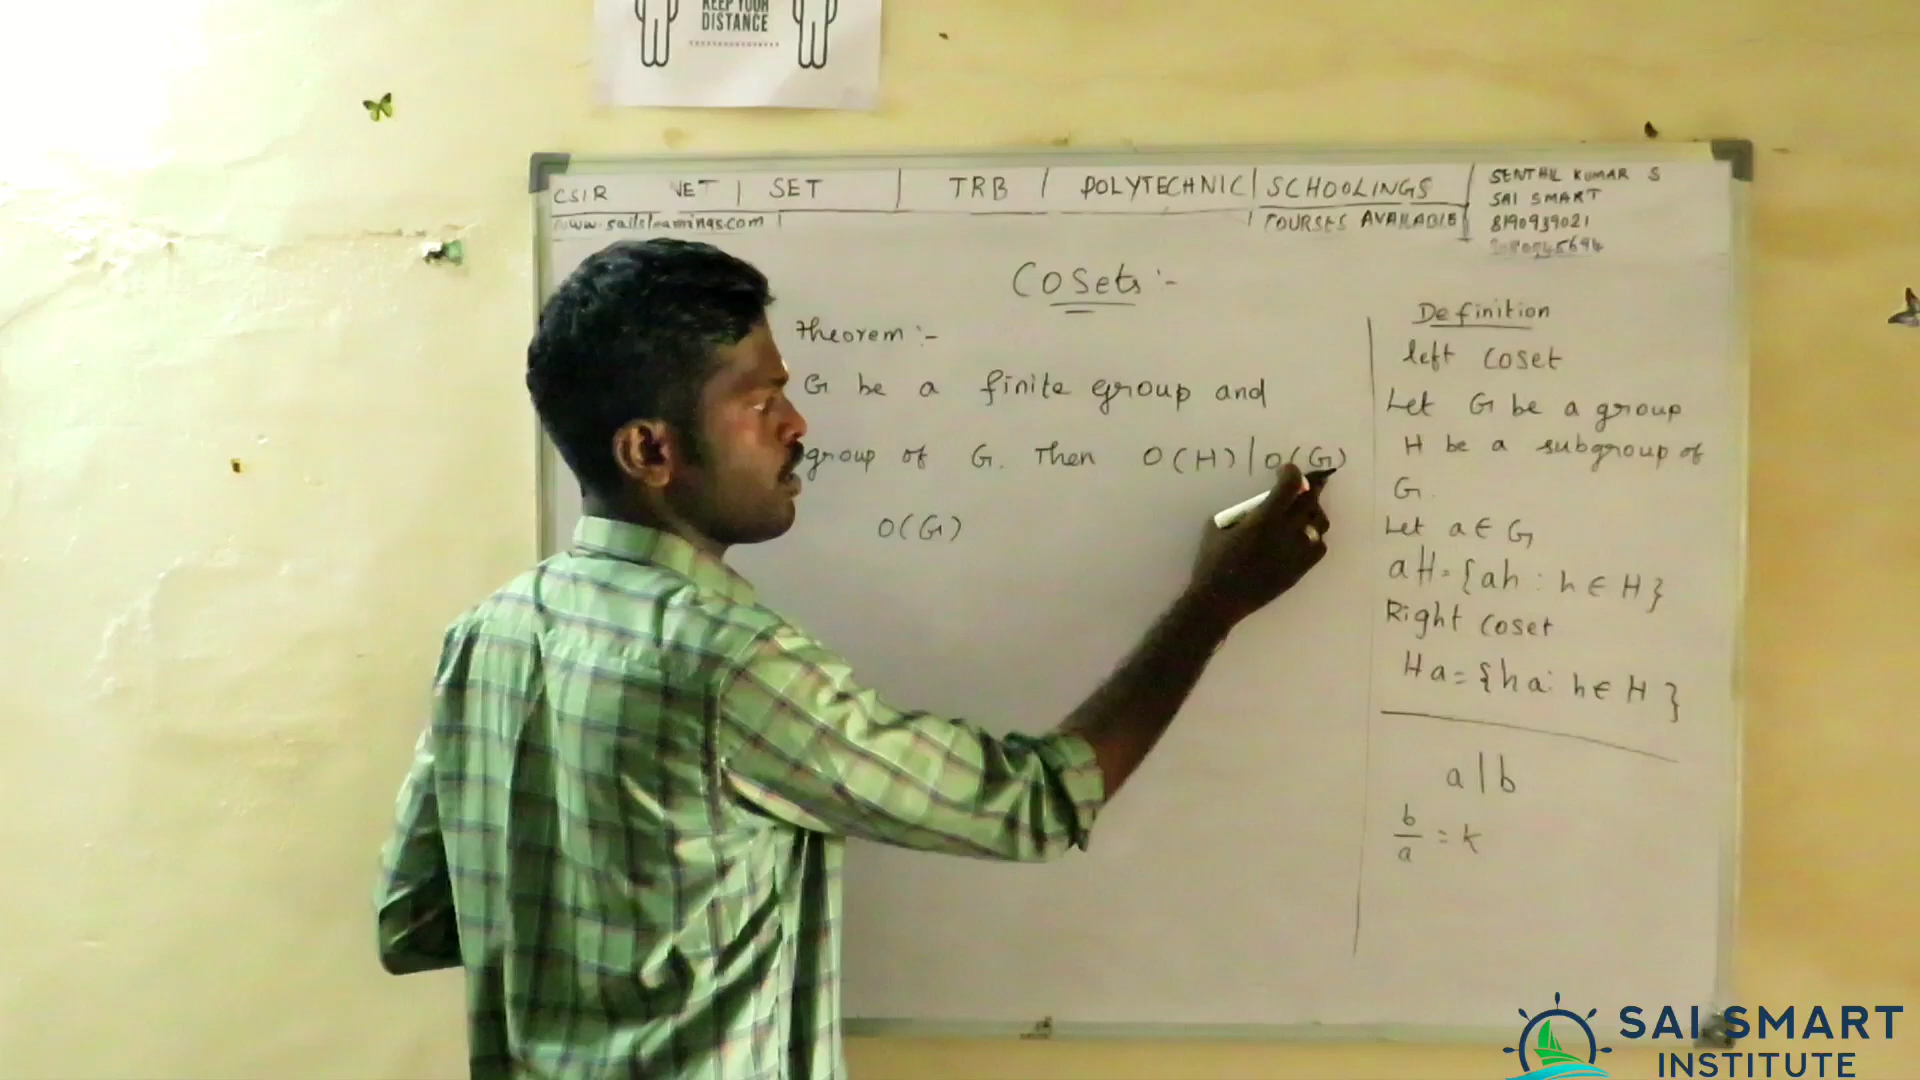 KEEP YOUR
DISTANCE
CSIR NET | SET | TRB | POLYTECHNIC | SCHOOLINGS
COURSES AVAILABLE
SENTHIL KUMAR S
SAI SMART
8190939021
Cosets :-
Theorem :-
G be a finite group and
group of G. Then O(H) | O(G)
O(G)
Definition
left coset
Let G be a group
H be a subgroup of
G.
Let a ∈ G
aH = {ah : h ∈ H}
Right coset
Ha = {ha : h ∈ H}
a | b
b/a = k
SAI SMART
INSTITUTE